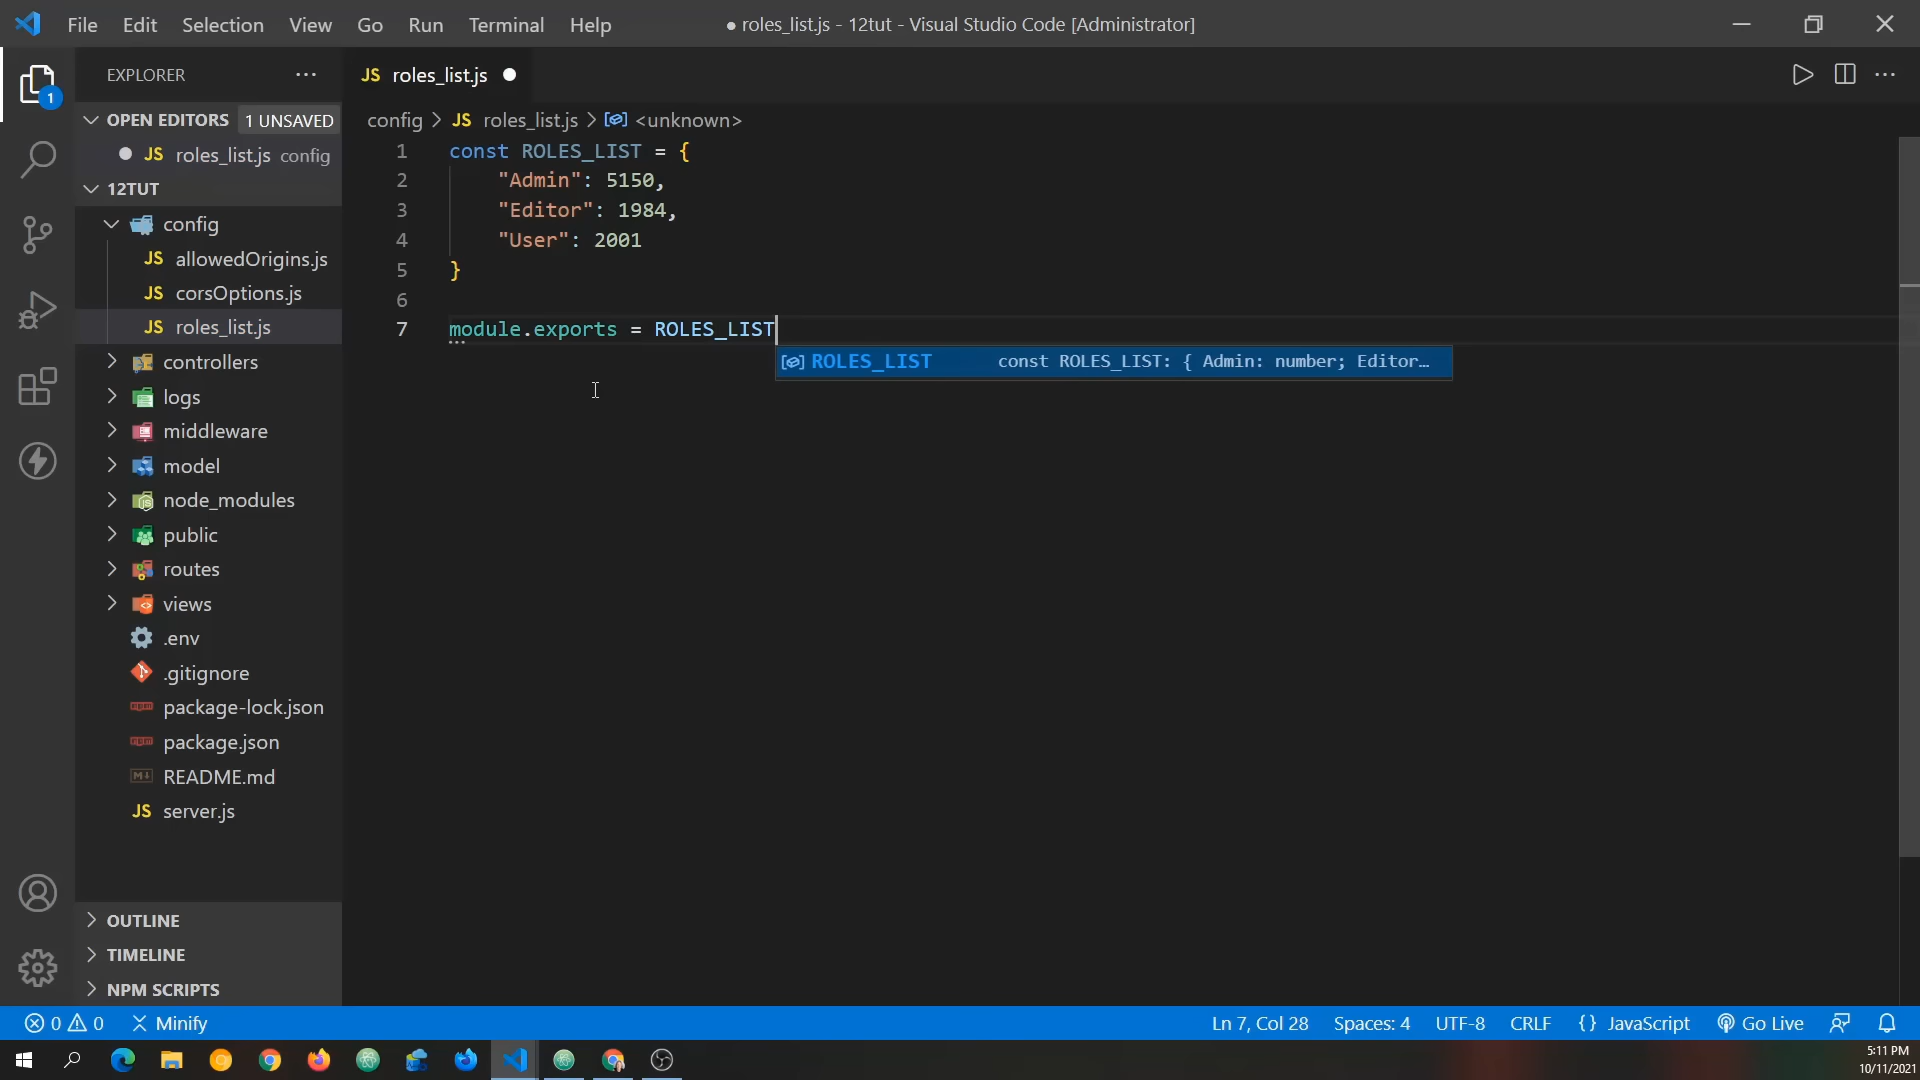 File Edit Selection View Go Run Terminal Help
● roles_list.js - 12tut - Visual Studio Code [Administrator]
EXPLORER
JS roles_list.js
1
OPEN EDITORS 1 UNSAVED
JS roles_list.js config
12TUT
config
JS allowedOrigins.js
JS corsOptions.js
JS roles_list.js
controllers
logs
middleware
model
node_modules
public
routes
views
.env
.gitignore
package-lock.json
package.json
README.md
JS server.js
OUTLINE
TIMELINE
NPM SCRIPTS
config > JS roles_list.js > <unknown>
1 const ROLES_LIST = {
2 "Admin": 5150,
3 "Editor": 1984,
4 "User": 2001
5 }
6
7 module.exports = ROLES_LIST
ROLES_LIST const ROLES_LIST: { Admin: number; Editor…
0 0 Minify
Ln 7, Col 28 Spaces: 4 UTF-8 CRLF {} JavaScript Go Live
5:11 PM
10/11/2021